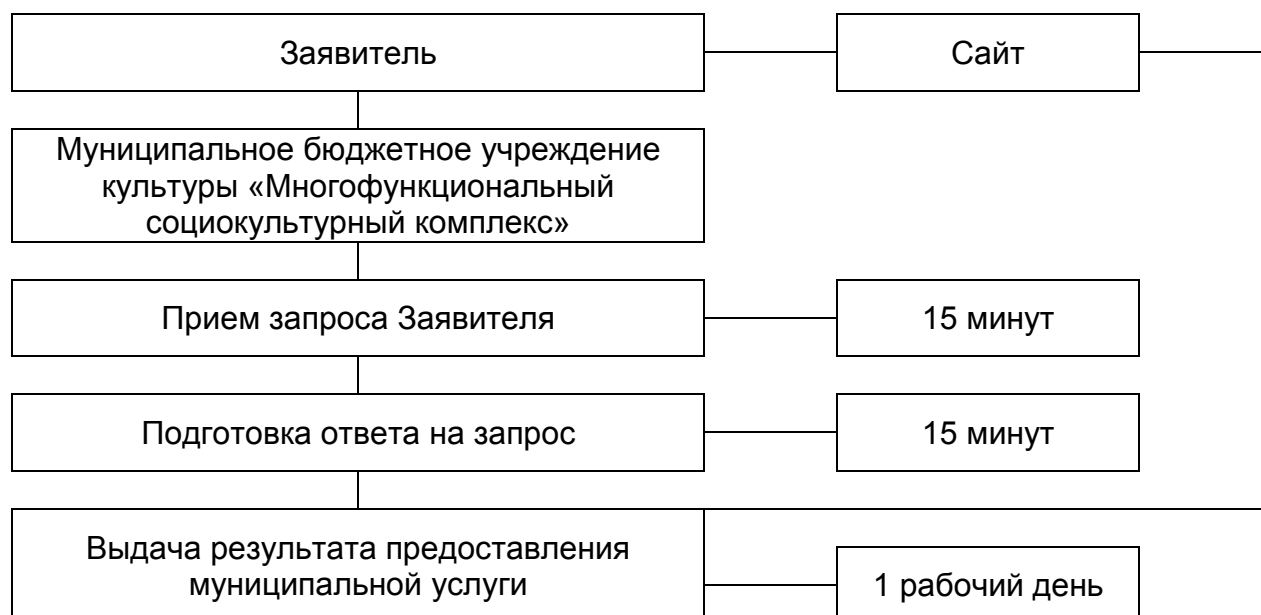 Заявитель
Сайт
Муниципальное бюджетное учреждение
культуры «Многофункциональный
социокультурный комплекс»
Прием запроса Заявителя
15 минут
Подготовка ответа на запрос
15 минут
Выдача результата предоставления
муниципальной услуги
1 рабочий день